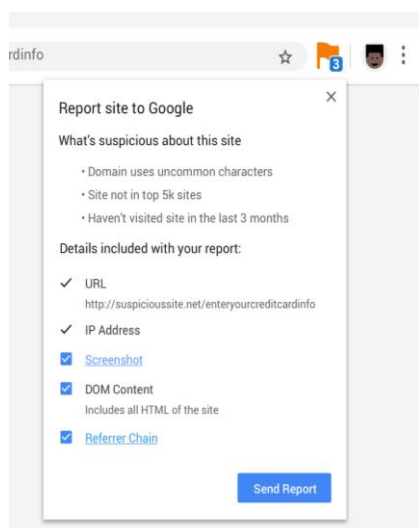 rdinfo
3
Report site to Google
What's suspicious about this site
• Domain uses uncommon characters
• Site not in top 5k sites
• Haven't visited site in the last 3 months
Details included with your report:
URL
http://suspicioussite.net/enteryourcreditcardinfo
IP Address
Screenshot
DOM Content
Includes all HTML of the site
Referrer Chain
Send Report